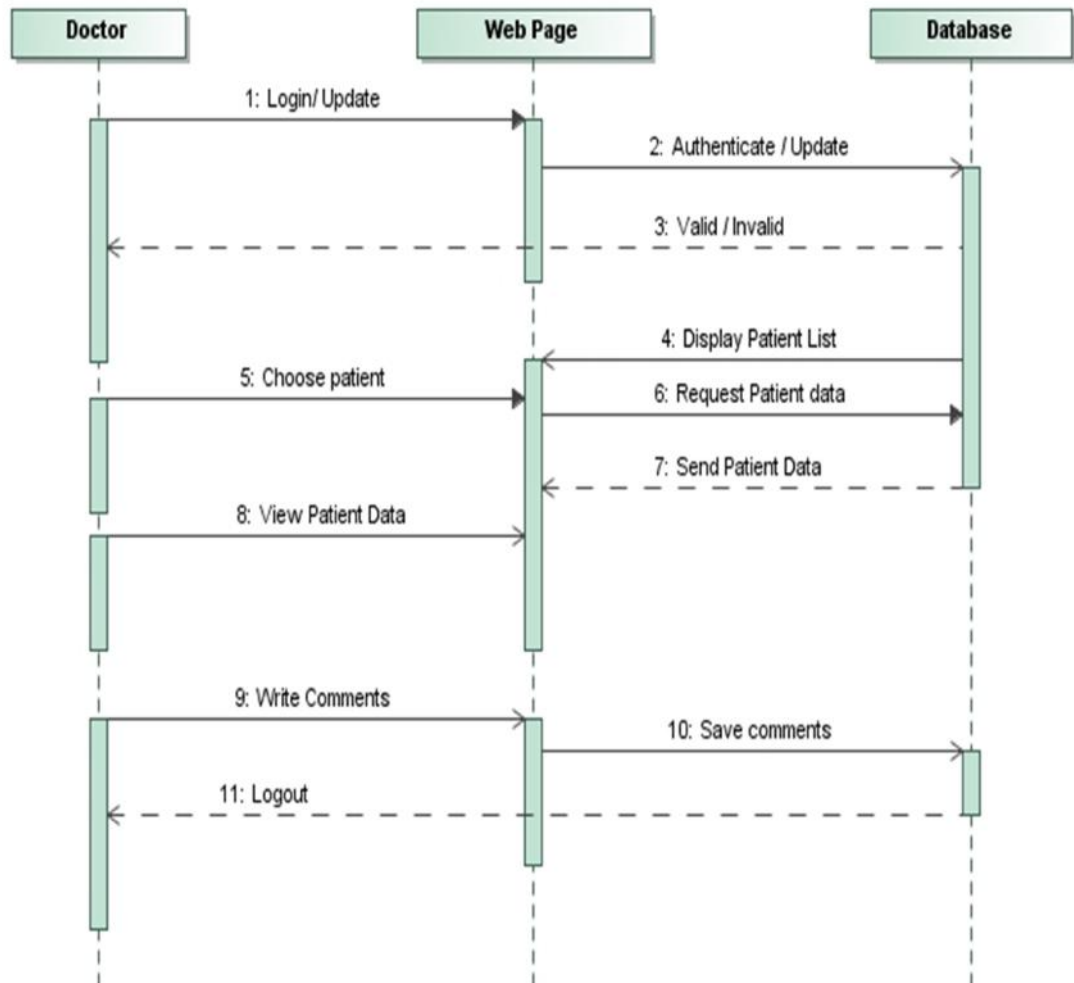 Doctor
Web Page
Database
1: Login/ Update
2: Authenticate / Update
3: Valid / Invalid
4: Display Patient List
5: Choose patient
6: Request Patient data
7: Send Patient Data
8: View Patient Data
9: Write Comments
10: Save comments
11: Logout